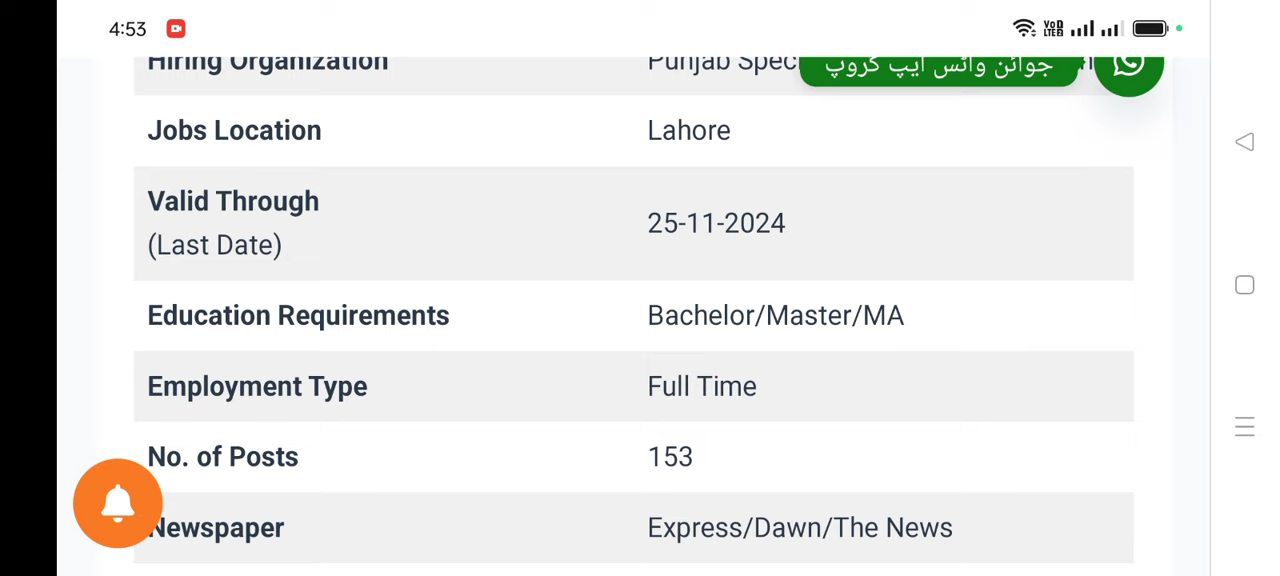 4:53
VoD LTE2
Hiring Organization Punjab Spec
جوائن واٹس ایپ گروپ
Jobs Location Lahore
Valid Through
(Last Date) 25-11-2024
Education Requirements Bachelor/Master/MA
Employment Type Full Time
No. of Posts 153
Newspaper Express/Dawn/The News